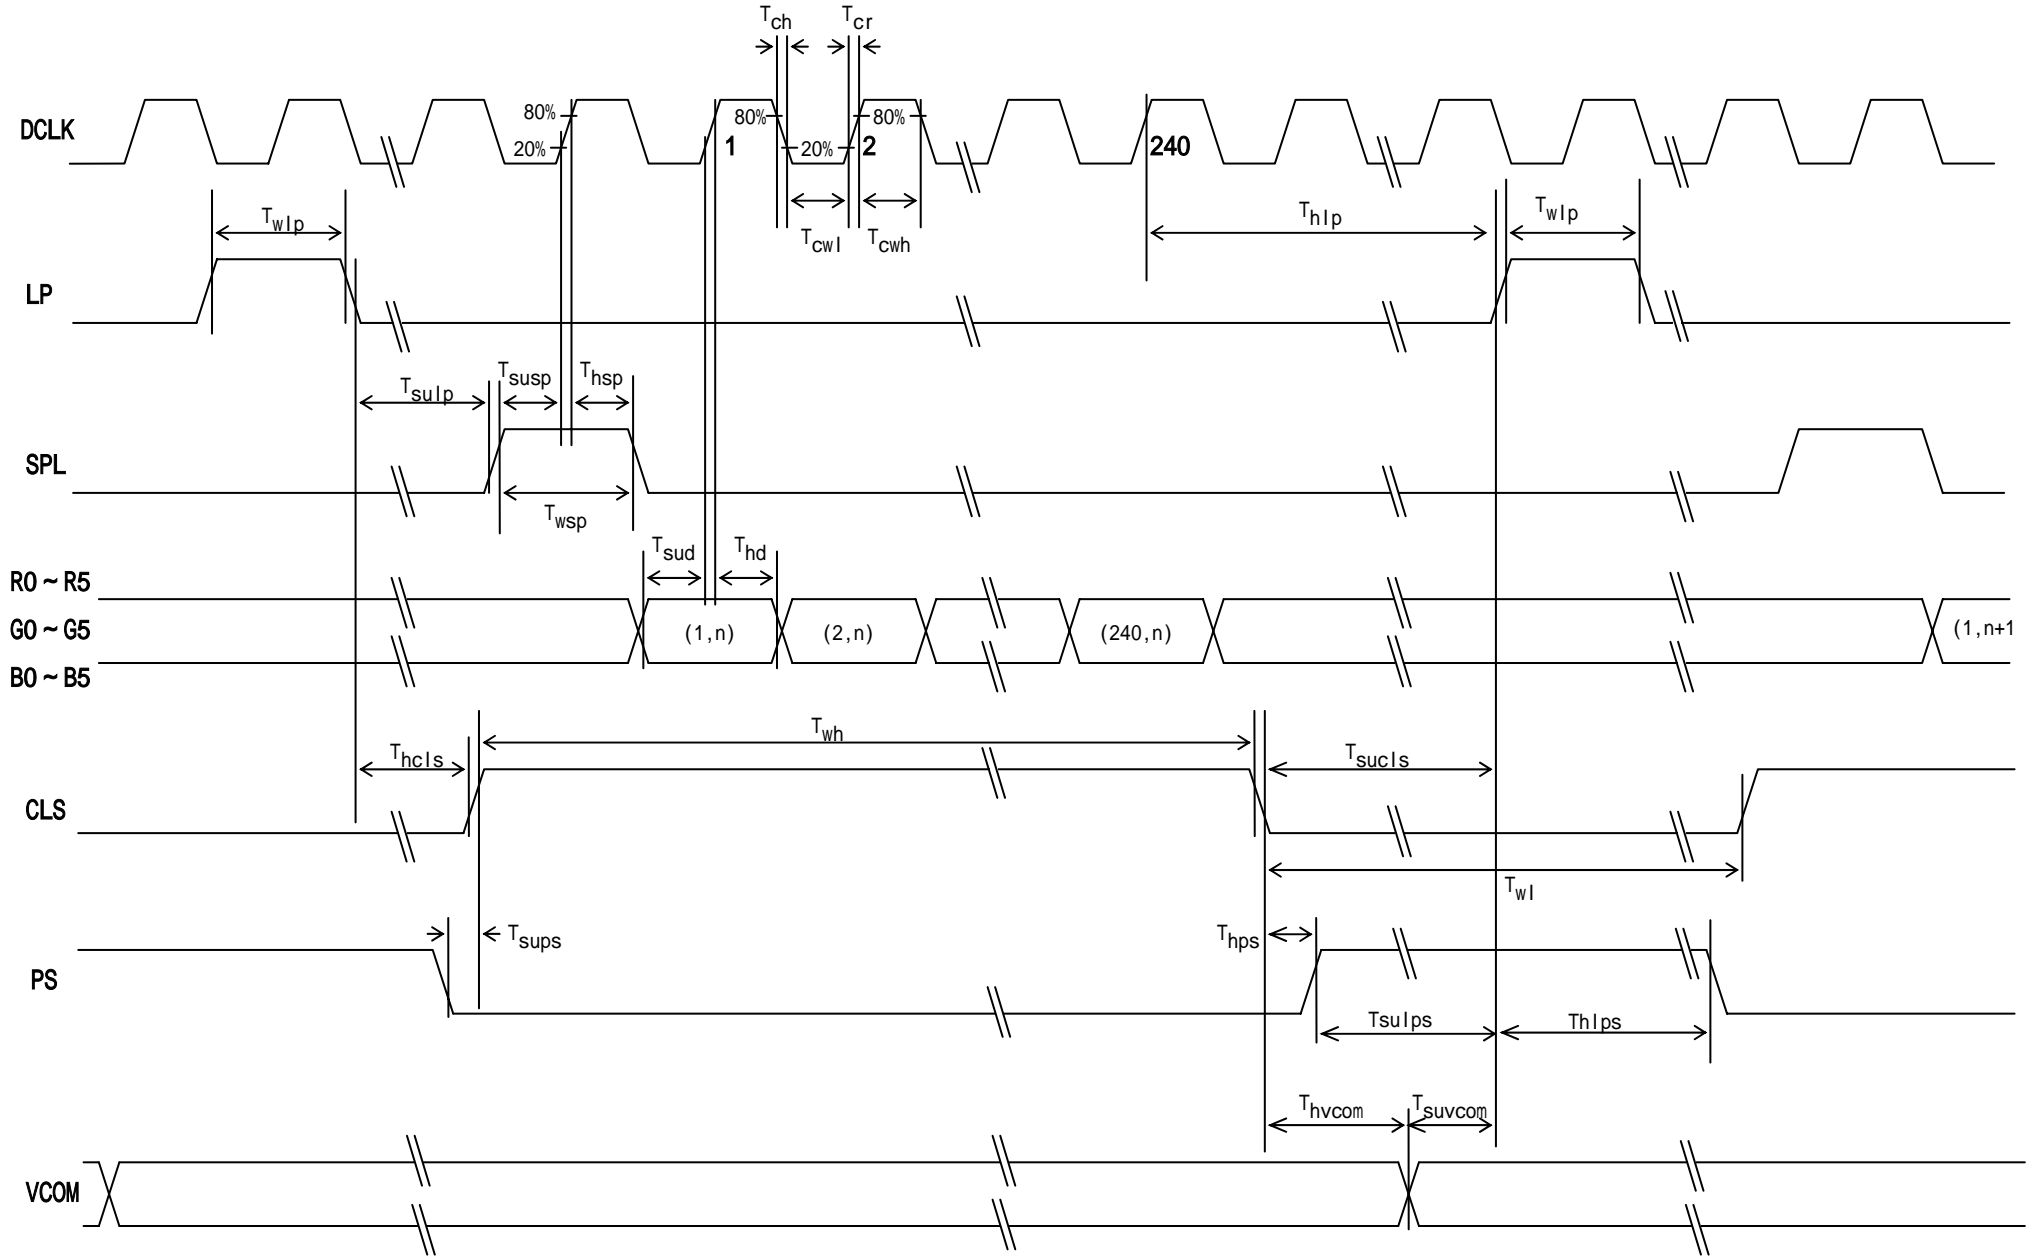 Tch Tcr
DCLK 80% 20% 1 80% 20% 2 80% 240
Twlp Tcwl Tcwh Thlp Twlp
LP
Tsulp Tsusp Thsp
SPL
Twsp
Tsud Thd
R0 ~ R5
G0 ~ G5 (1,n) (2,n) (240,n) (1,n+1
B0 ~ B5
Twh
Thcls Tsucls
CLS
Twl
Tsups Thps
PS
Tsulps Thlps
Thvcom Tsuvcom
VCOM